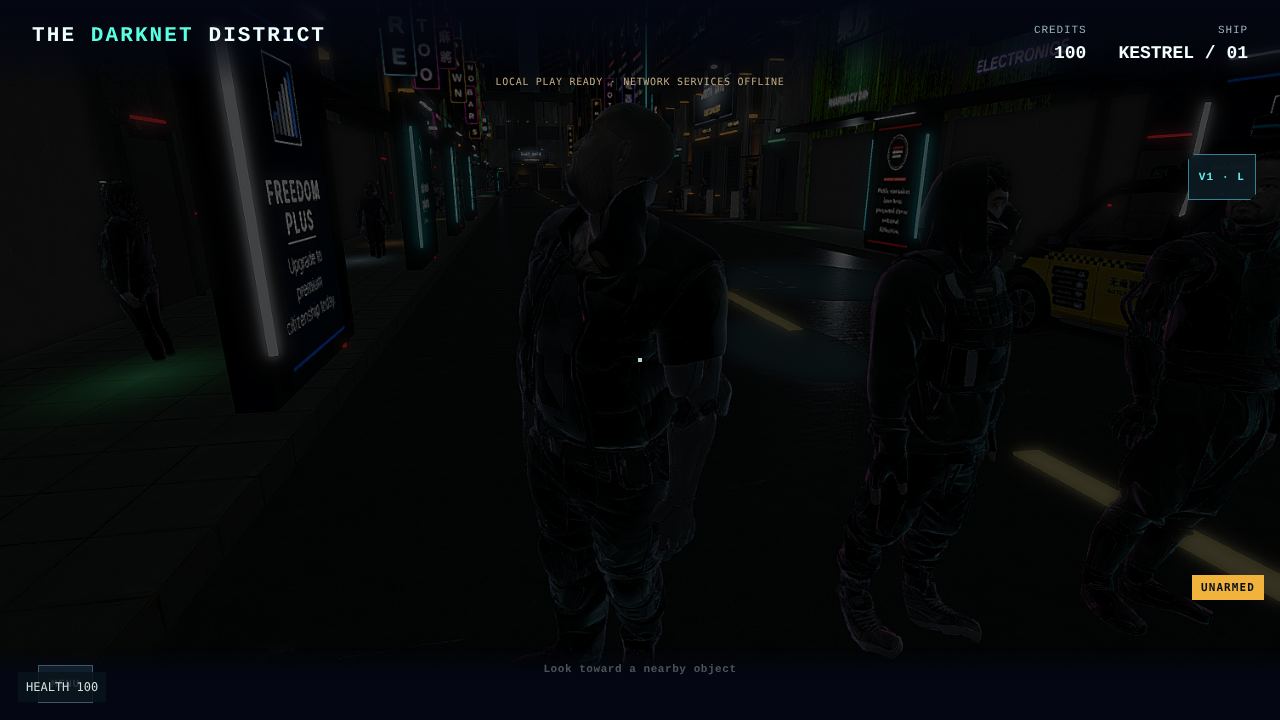 THE DARKNET DISTRICT
CREDITS
100
SHIP
KESTREL / 01
LOCAL PLAY READY · NETWORK SERVICES OFFLINE
ELECTRONIC
FREEDOM
PLUS
Upgrade to
premium
citizenship today
V1 · L
UNARMED
Look toward a nearby object
HEALTH 100